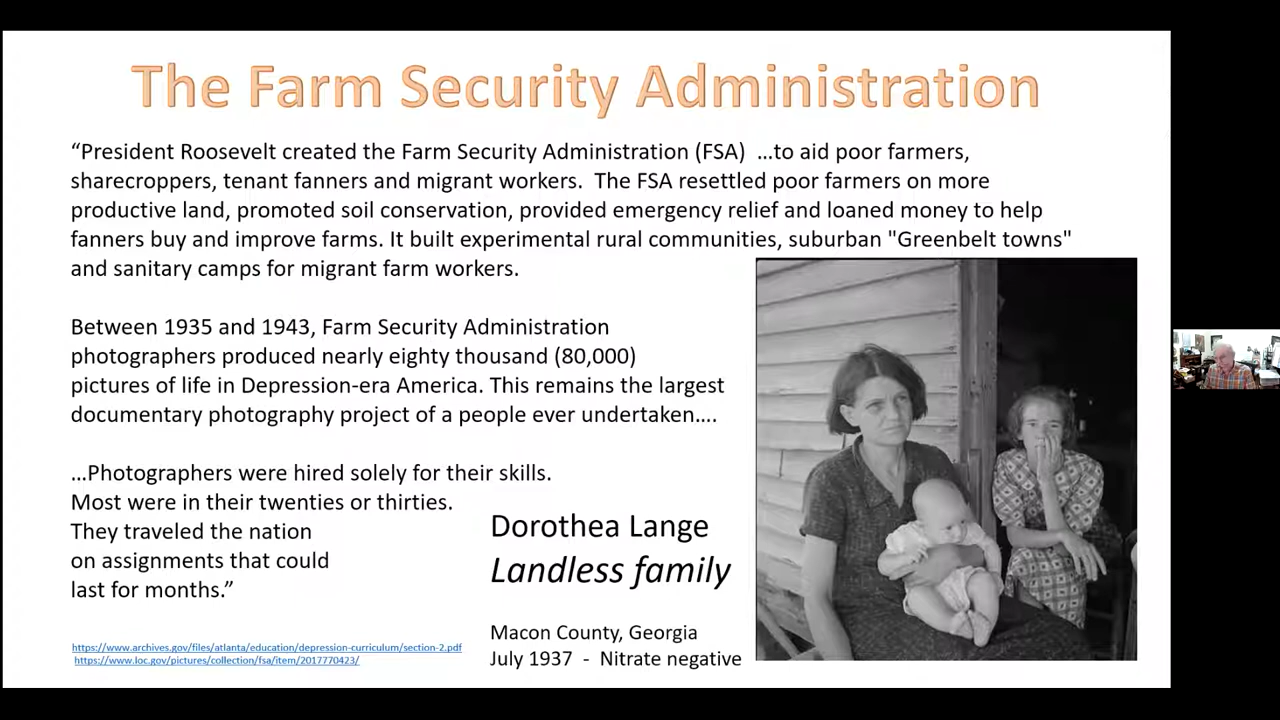 The Farm Security Administration
“President Roosevelt created the Farm Security Administration (FSA)  …to aid poor farmers,
sharecroppers, tenant fanners and migrant workers.  The FSA resettled poor farmers on more
productive land, promoted soil conservation, provided emergency relief and loaned money to help
fanners buy and improve farms. It built experimental rural communities, suburban "Greenbelt towns"
and sanitary camps for migrant farm workers.
Between 1935 and 1943, Farm Security Administration
photographers produced nearly eighty thousand (80,000)
pictures of life in Depression-era America. This remains the largest
documentary photography project of a people ever undertaken….
…Photographers were hired solely for their skills.
Most were in their twenties or thirties.
They traveled the nation
on assignments that could
last for months.”
Dorothea Lange
Landless family
Macon County, Georgia
July 1937  -  Nitrate negative
https://www.archives.gov/files/atlanta/education/depression-curriculum/section-2.pdf
https://www.loc.gov/pictures/collection/fsa/item/2017770423/